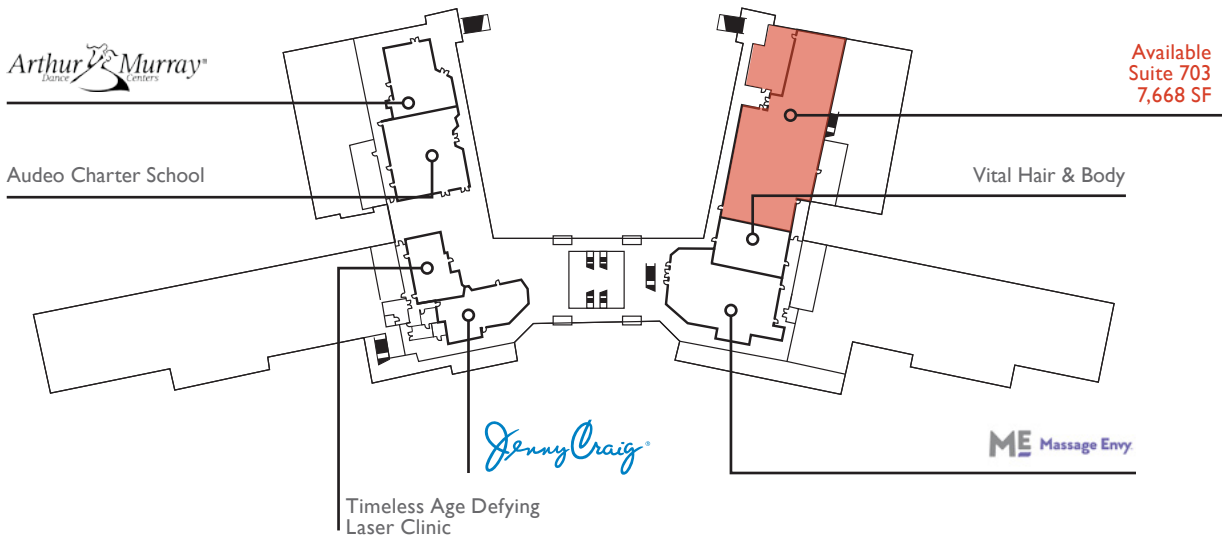 Arthur Murray®
Dance Centers
Available
Suite 703
7,668 SF
Audeo Charter School
Vital Hair & Body
Jenny Craig®
ME Massage Envy.
Timeless Age Defying
Laser Clinic